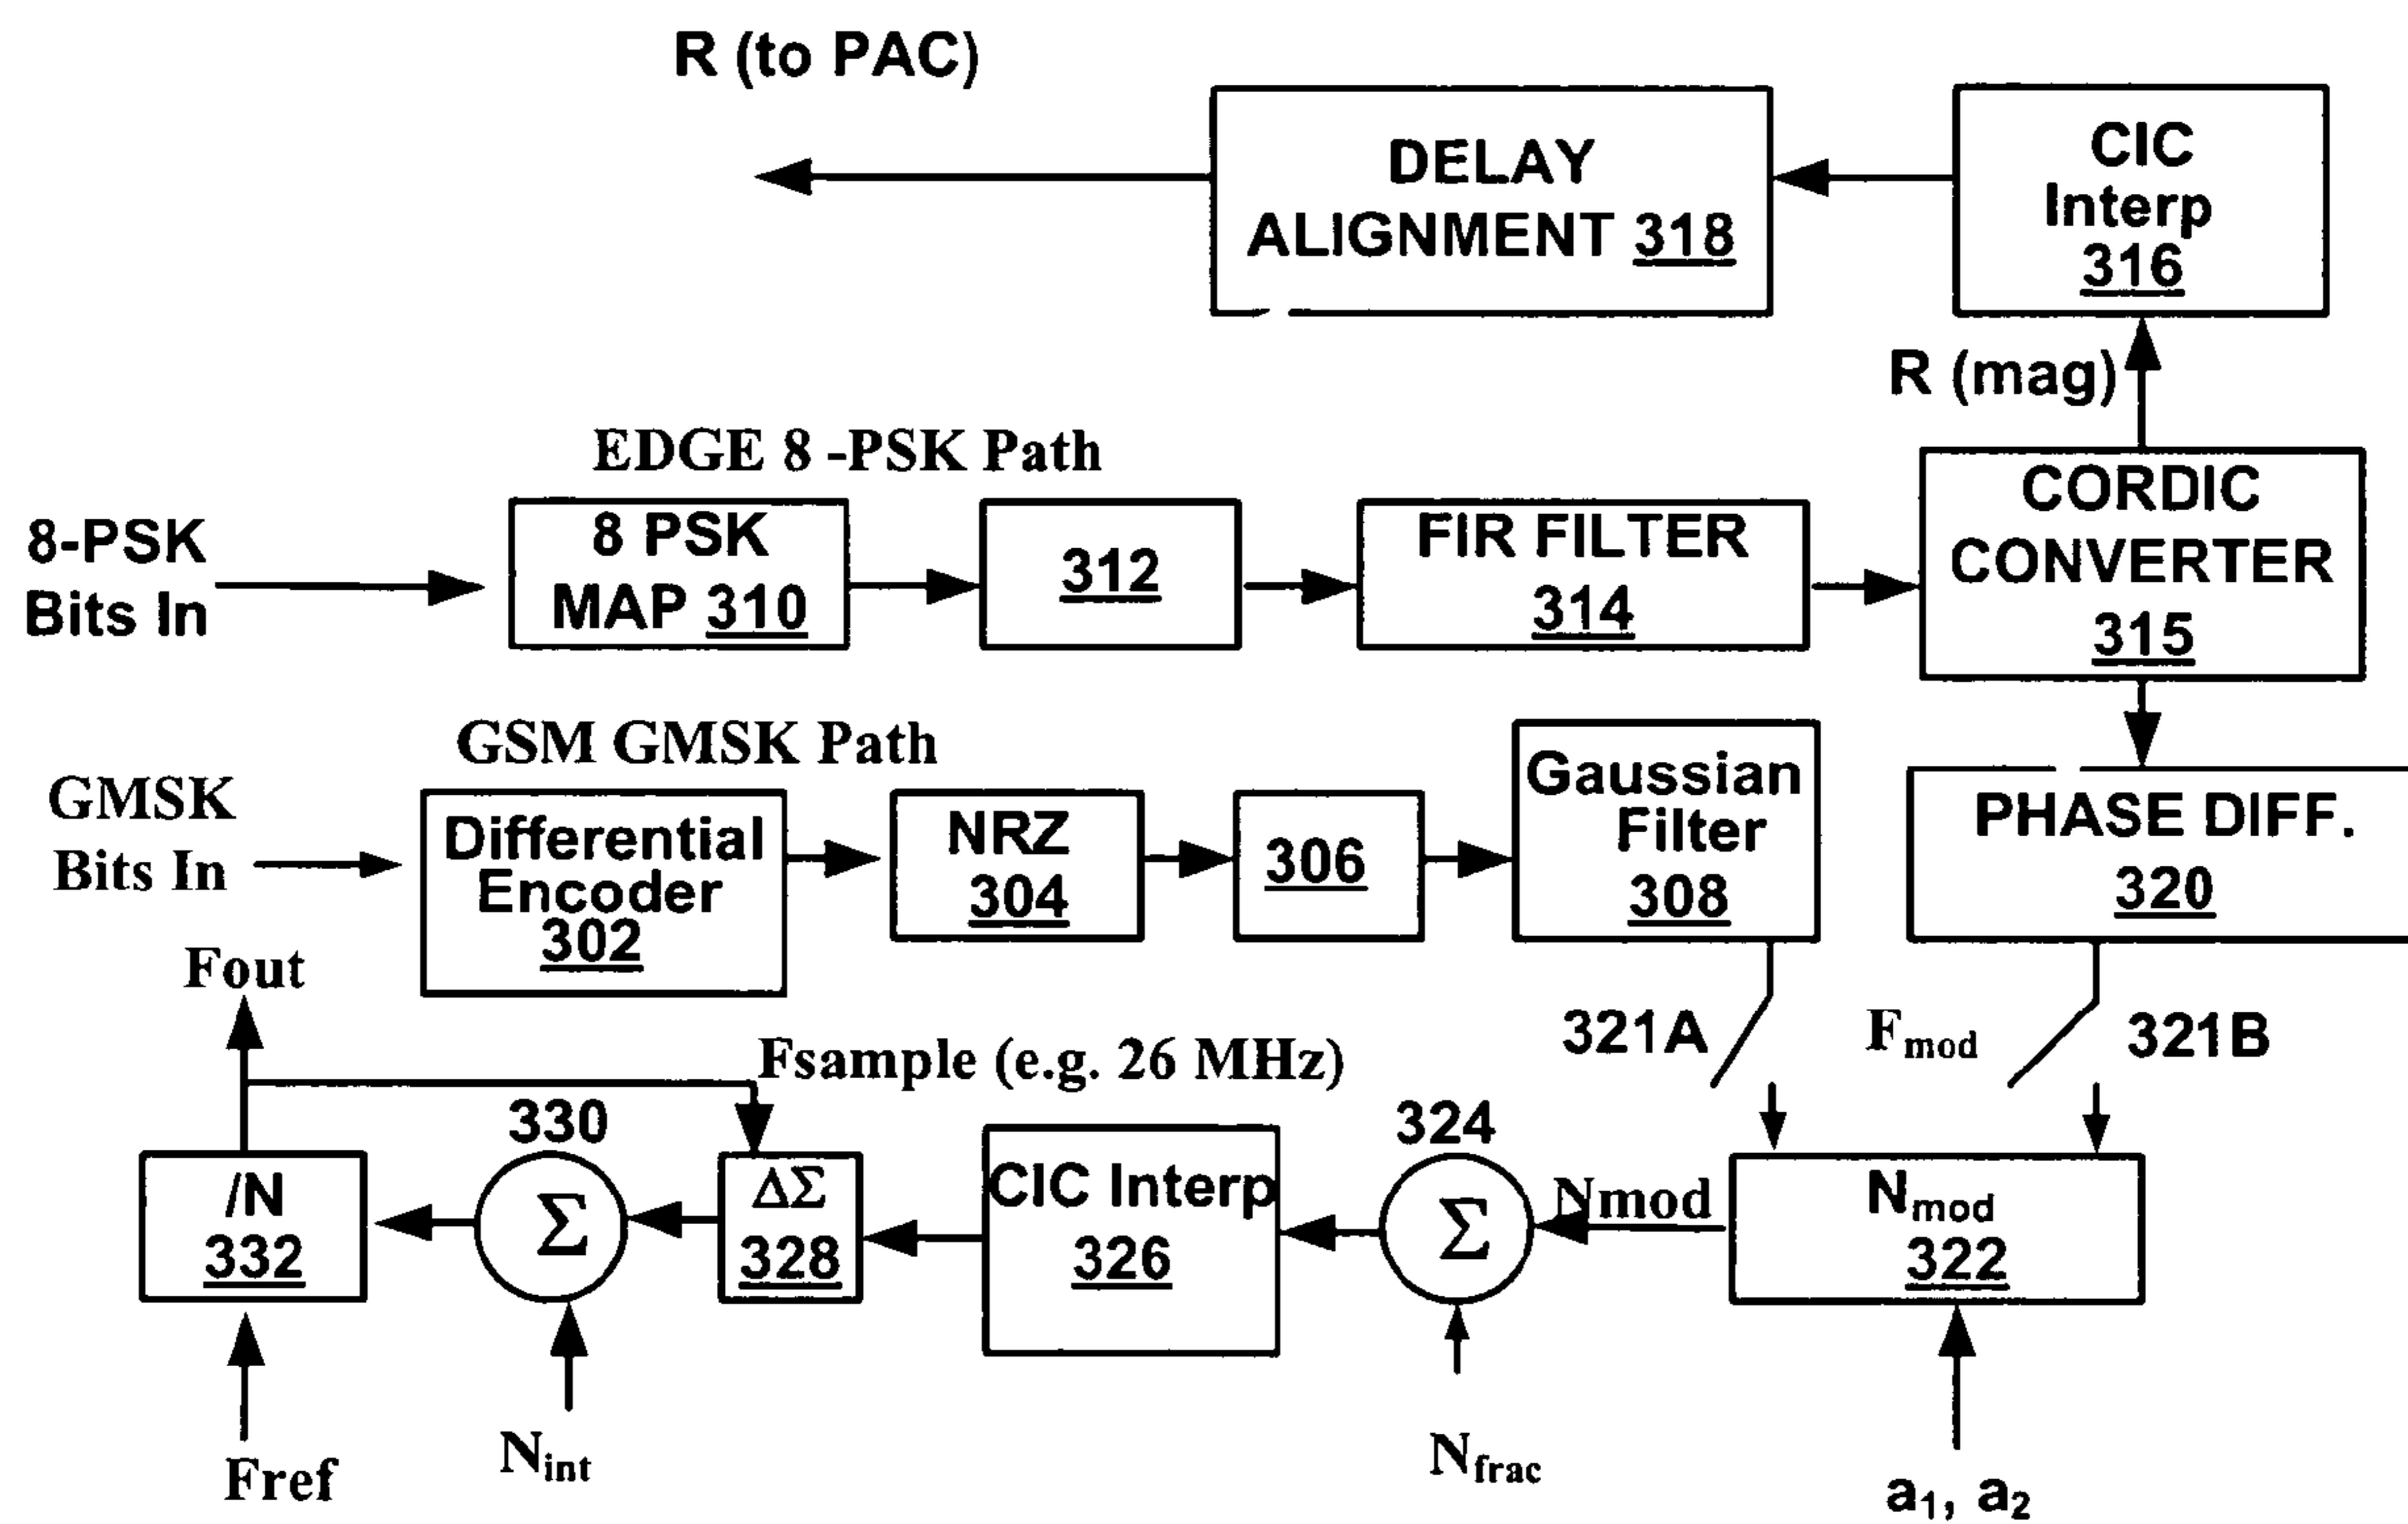 R (to PAC)
DELAY
ALIGNMENT 318
CIC
Interp
316
R (mag)
EDGE 8 -PSK Path
8-PSK
Bits In
8 PSK
MAP 310
312
FIR FILTER
314
CORDIC
CONVERTER
315
GSM GMSK Path
GMSK
Bits In
Differential
Encoder
302
NRZ
304
306
Gaussian
Filter
308
PHASE DIFF.
320
321A
Fmod
321B
Fout
Fsample (e.g. 26 MHz)
/N
332
330
Σ
ΔΣ
328
CIC Interp
326
324
Σ
Nmod
Nmod
322
Fref
Nint
Nfrac
a1, a2